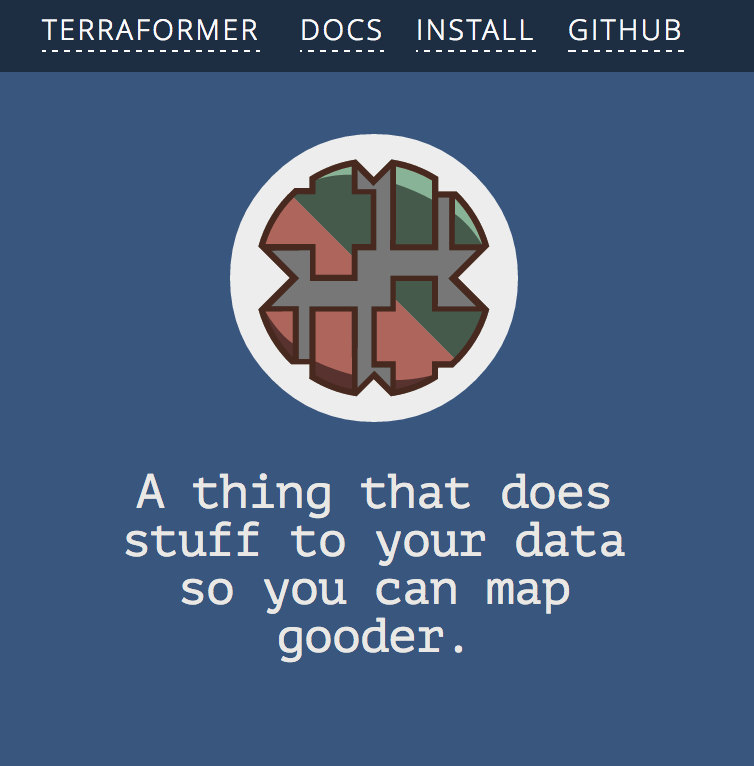 TERRAFORMER DOCS INSTALL GITHUB
A thing that does
stuff to your data
so you can map
gooder.